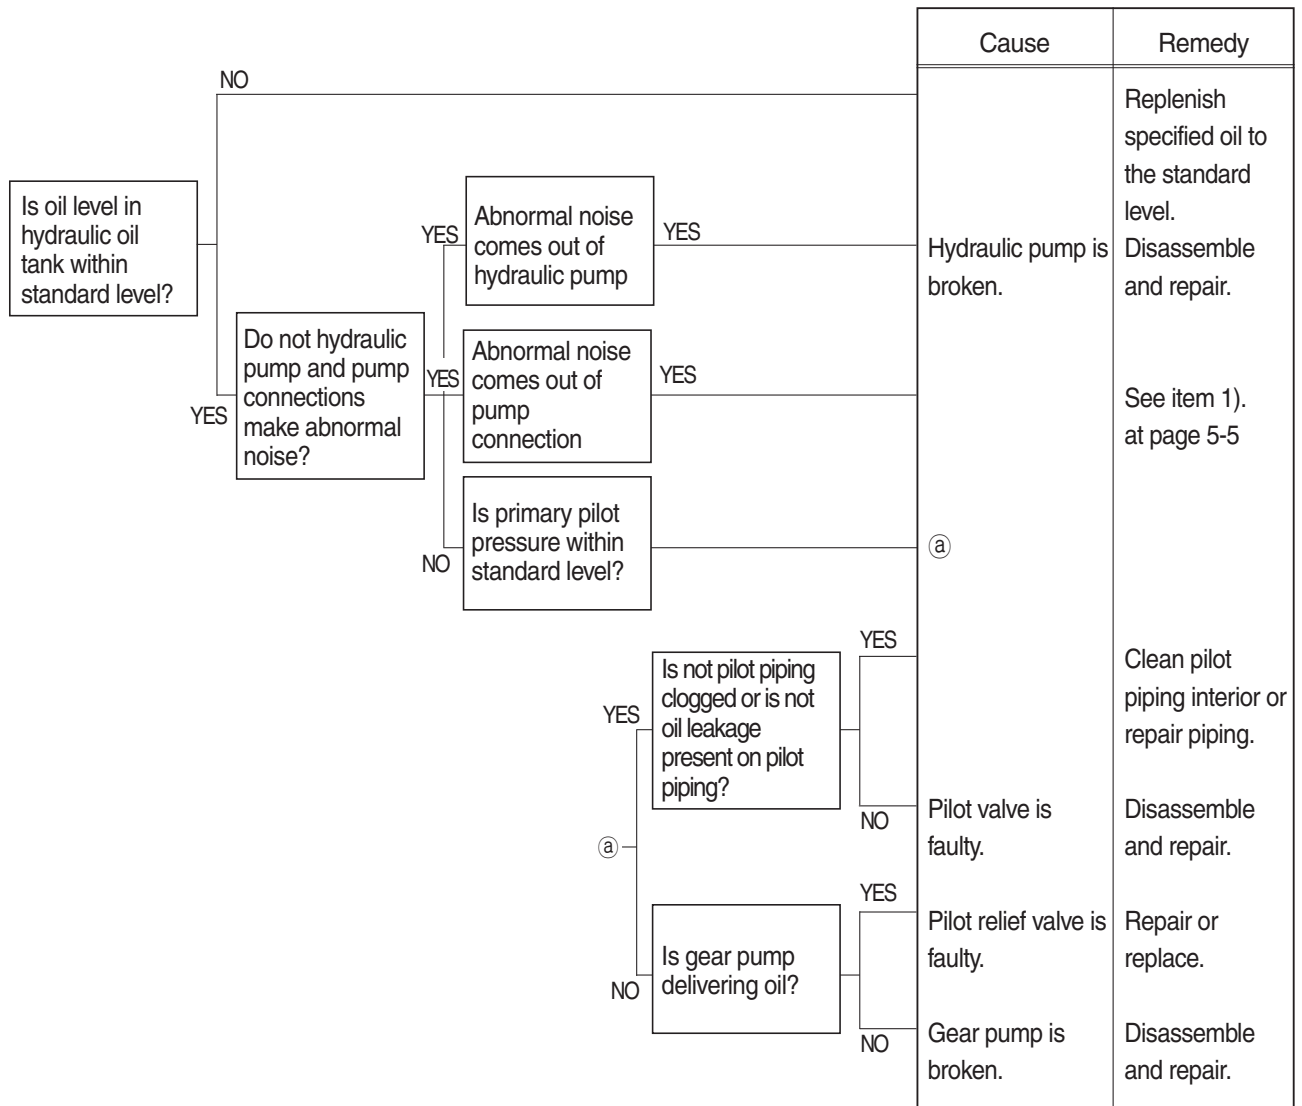 Cause
Remedy
NO
Replenish
specified oil to
the standard
level.
Is oil level in
hydraulic oil
tank within
standard level?
YES
Abnormal noise
comes out of
hydraulic pump
YES
Hydraulic pump is
broken.
Disassemble
and repair.
YES
Do not hydraulic
pump and pump
connections
make abnormal
noise?
YES
Abnormal noise
comes out of
pump
connection
YES
See item 1).
at page 5-5
NO
Is primary pilot
pressure within
standard level?
ⓐ
ⓐ
YES
Is not pilot piping
clogged or is not
oil leakage
present on pilot
piping?
YES
Clean pilot
piping interior or
repair piping.
NO
Pilot valve is
faulty.
Disassemble
and repair.
NO
Is gear pump
delivering oil?
YES
Pilot relief valve is
faulty.
Repair or
replace.
NO
Gear pump is
broken.
Disassemble
and repair.